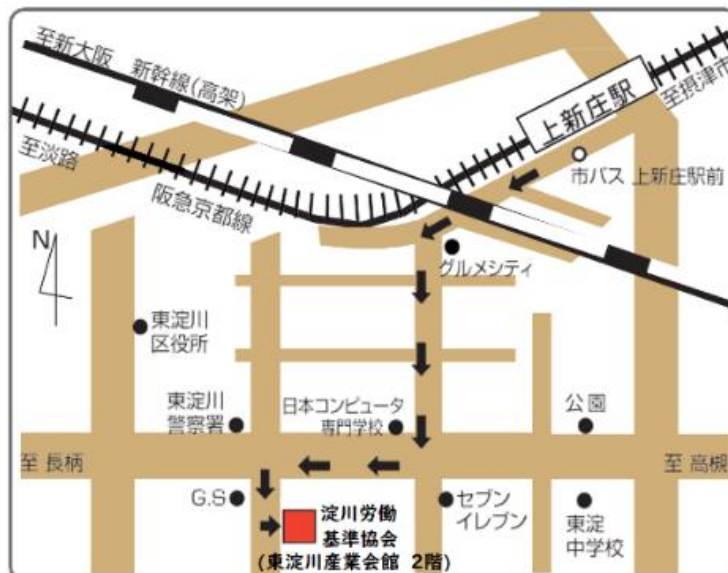 至新大阪
新幹線(高架)
上新庄駅
至摂津市
至淡路
阪急京都線
市バス 上新庄駅前
N
グルメシティ
東淀川
区役所
東淀川
警察署
日本コンピュータ
専門学校
公園
至 長柄
至 高槻
G.S
淀川労働
基準協会
(東淀川産業会館 2階)
セブン
イレブン
東淀
中学校